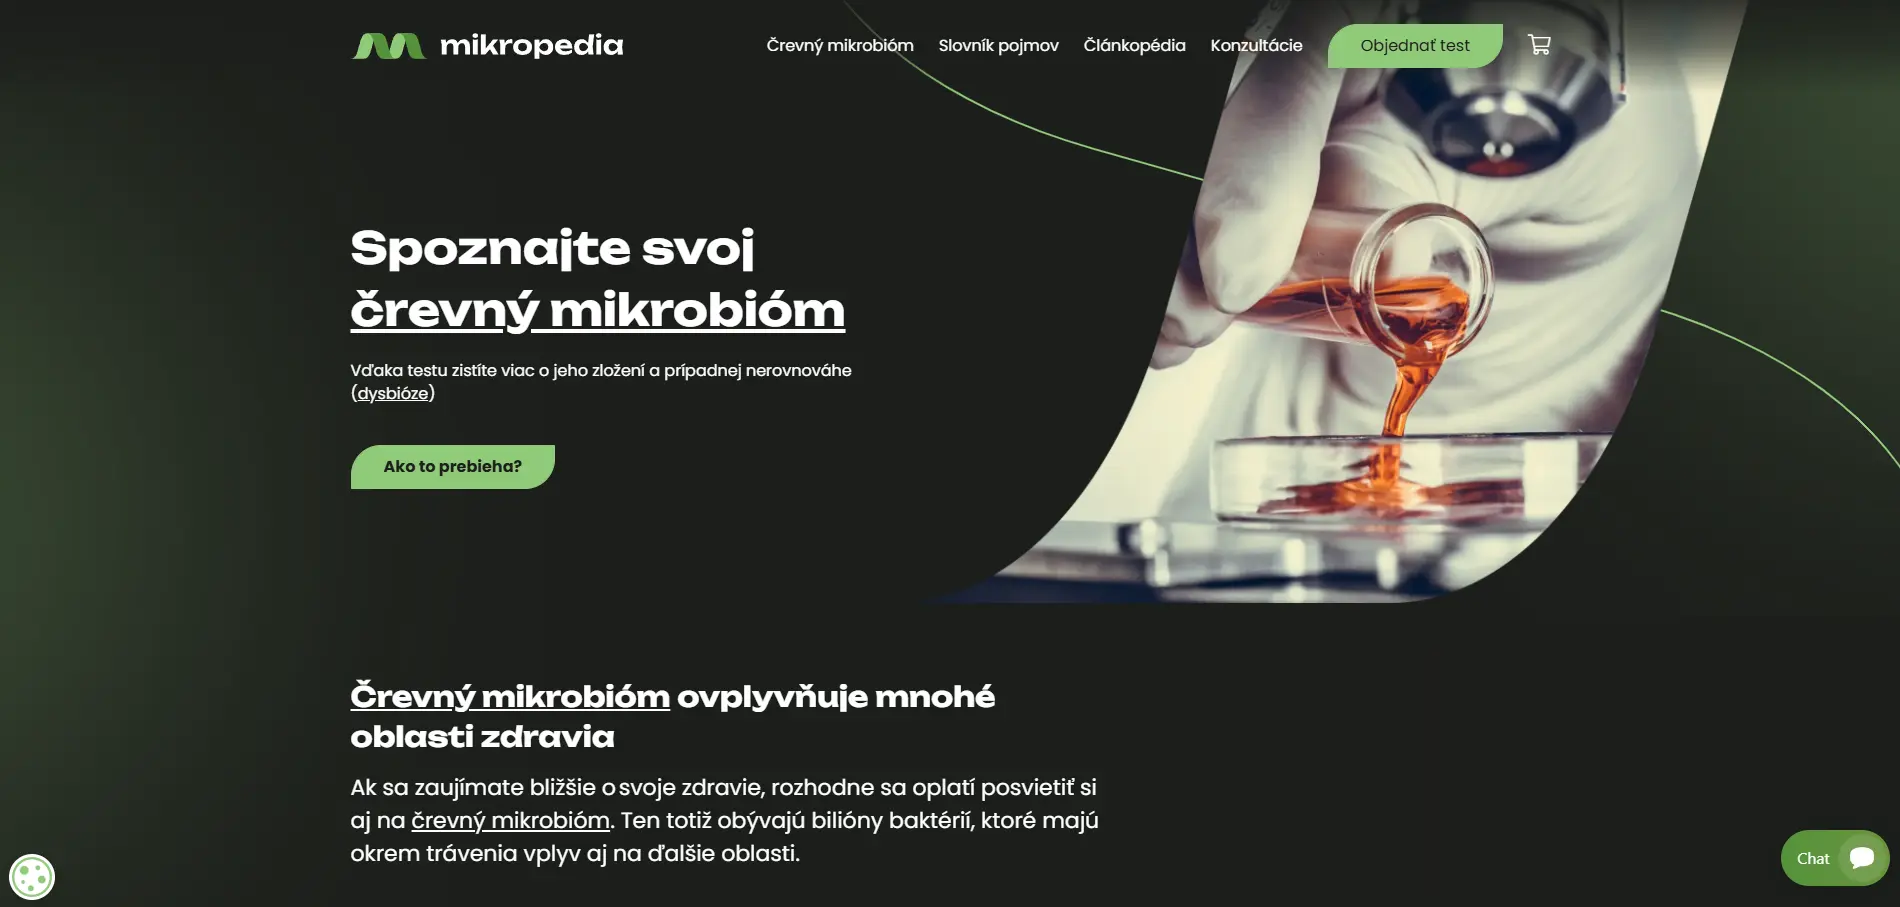 mikropedia
Črevný mikrobióm
Slovník pojmov
Článkopédia
Konzultácie
Objednať test
Spoznajte svoj
črevný mikrobióm
Vďaka testu zistíte viac o jeho zložení a prípadnej nerovnováhe
(dysbióze)
Ako to prebieha?
Črevný mikrobióm ovplyvňuje mnohé
oblasti zdravia
Ak sa zaujímate bližšie o svoje zdravie, rozhodne sa oplatí posvietiť si
aj na črevný mikrobióm. Ten totiž obývajú bilióny baktérií, ktoré majú
okrem trávenia vplyv aj na ďalšie oblasti.
Chat